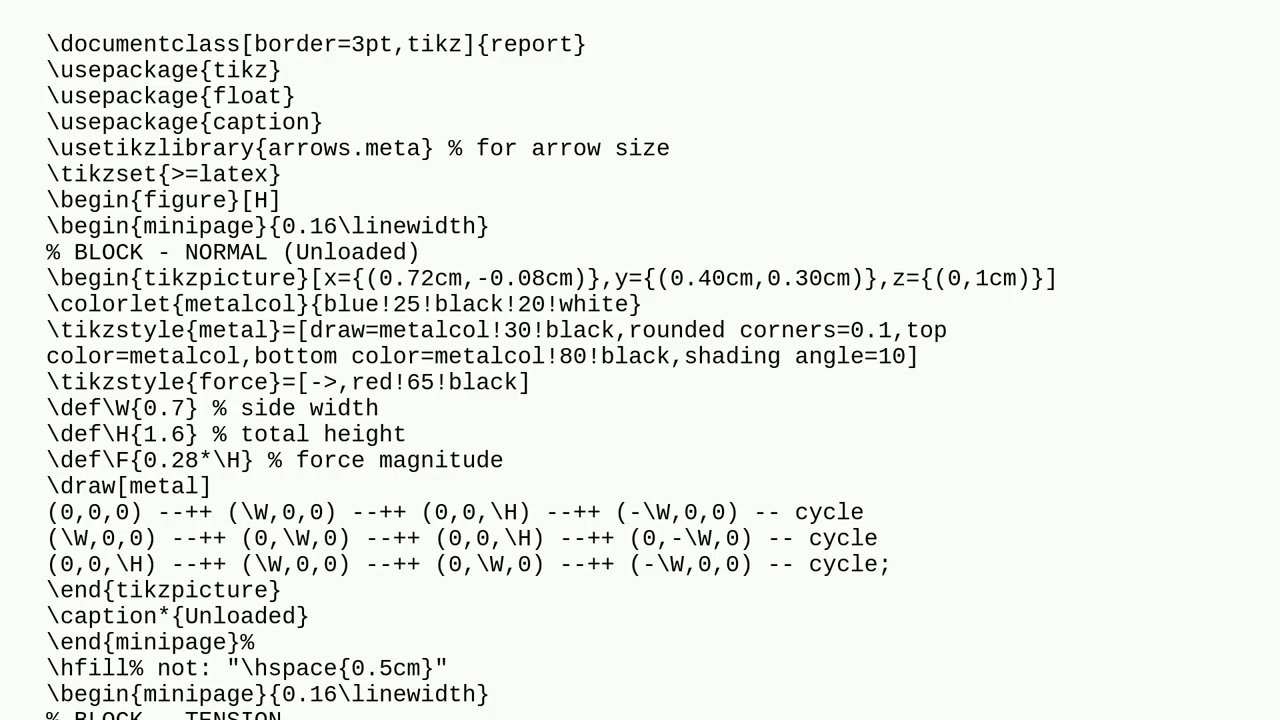 \documentclass[border=3pt,tikz]{report}
\usepackage{tikz}
\usepackage{float}
\usepackage{caption}
\usetikzlibrary{arrows.meta} % for arrow size
\tikzset{>=latex}
\begin{figure}[H]
\begin{minipage}{0.16\linewidth}
% BLOCK - NORMAL (Unloaded)
\begin{tikzpicture}[x={(0.72cm,-0.08cm)},y={(0.40cm,0.30cm)},z={(0,1cm)}]
\colorlet{metalcol}{blue!25!black!20!white}
\tikzstyle{metal}=[draw=metalcol!30!black,rounded corners=0.1,top
color=metalcol,bottom color=metalcol!80!black,shading angle=10]
\tikzstyle{force}=[->,red!65!black]
\def\W{0.7} % side width
\def\H{1.6} % total height
\def\F{0.28*\H} % force magnitude
\draw[metal]
(0,0,0) --++ (\W,0,0) --++ (0,0,\H) --++ (-\W,0,0) -- cycle
(\W,0,0) --++ (0,\W,0) --++ (0,0,\H) --++ (0,-\W,0) -- cycle
(0,0,\H) --++ (\W,0,0) --++ (0,\W,0) --++ (-\W,0,0) -- cycle;
\end{tikzpicture}
\caption*{Unloaded}
\end{minipage}%
\hfill% not: "\hspace{0.5cm}"
\begin{minipage}{0.16\linewidth}
% BLOCK - TENSION